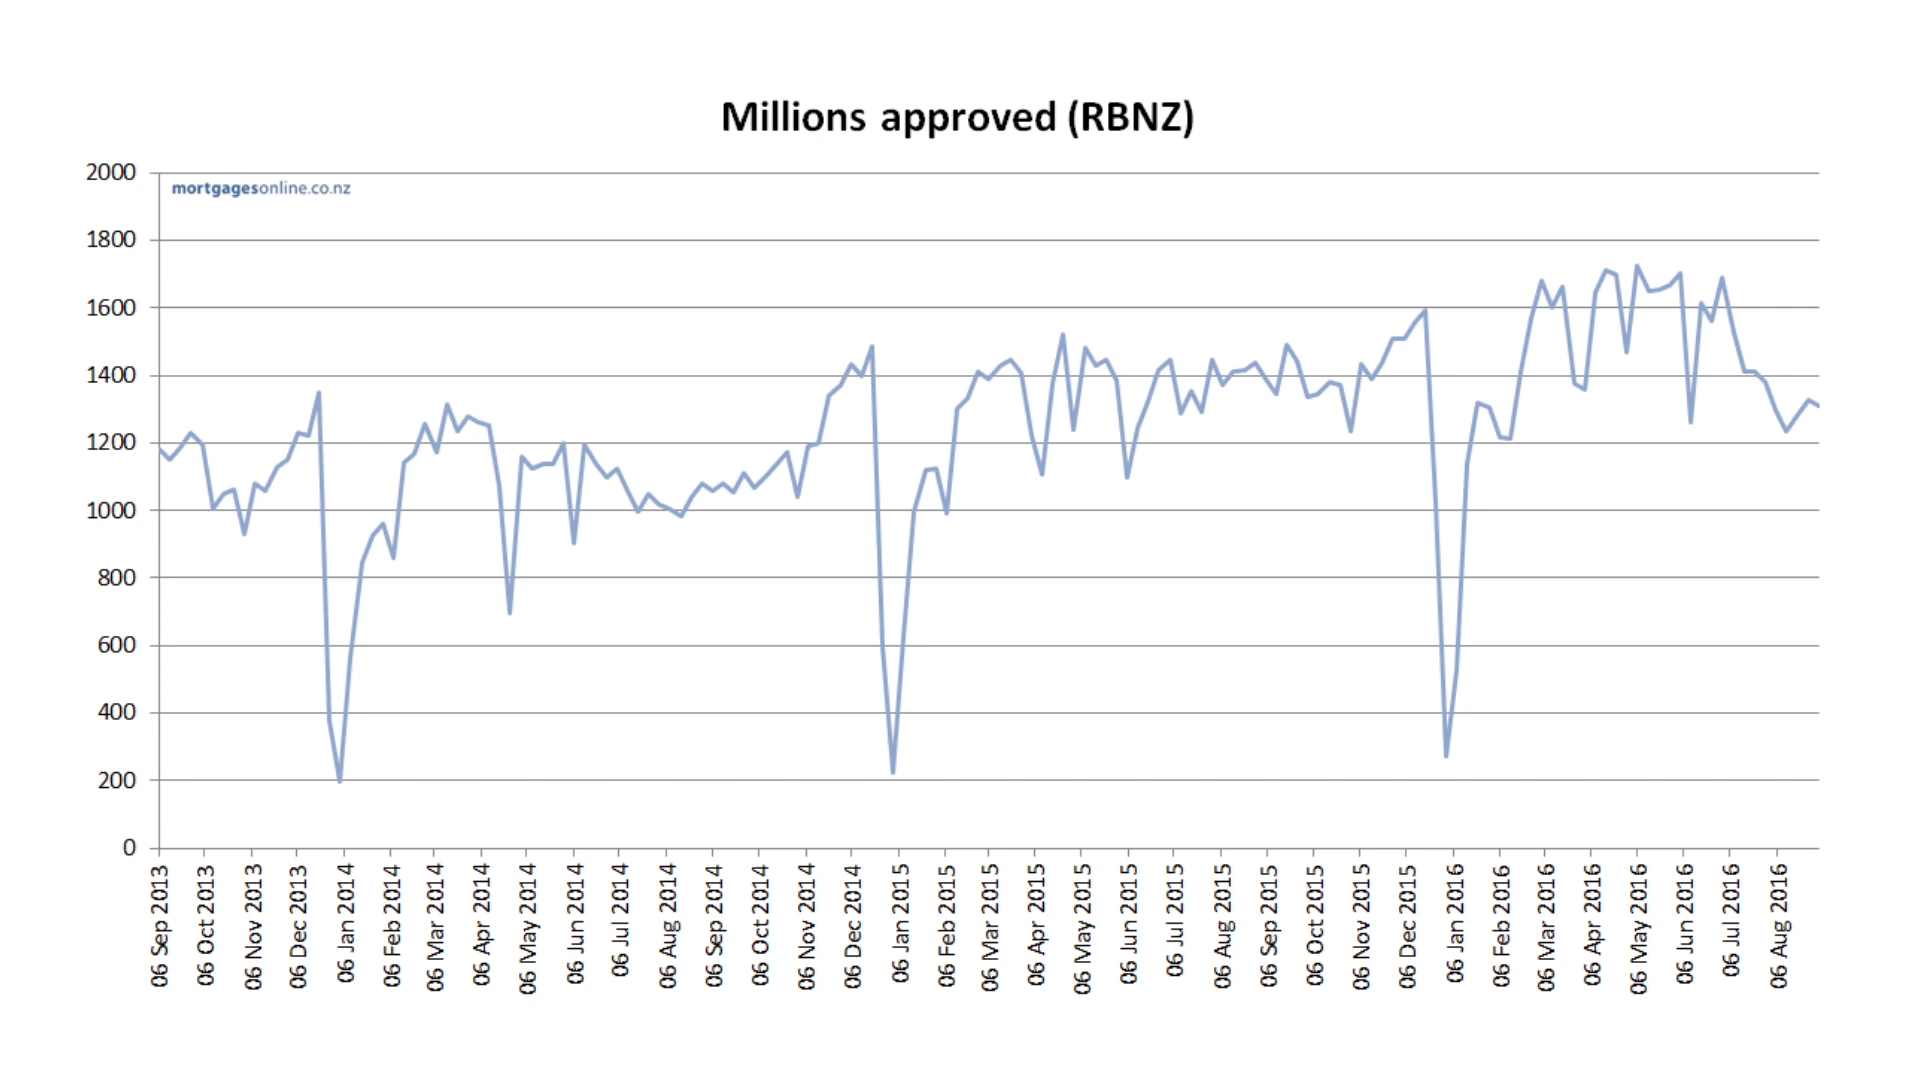 Millions approved (RBNZ)
mortgagesonline.co.nz
2000
1800
1600
1400
1200
1000
800
600
400
200
0
06 Sep 2013
06 Oct 2013
06 Nov 2013
06 Dec 2013
06 Jan 2014
06 Feb 2014
06 Mar 2014
06 Apr 2014
06 May 2014
06 Jun 2014
06 Jul 2014
06 Aug 2014
06 Sep 2014
06 Oct 2014
06 Nov 2014
06 Dec 2014
06 Jan 2015
06 Feb 2015
06 Mar 2015
06 Apr 2015
06 May 2015
06 Jun 2015
06 Jul 2015
06 Aug 2015
06 Sep 2015
06 Oct 2015
06 Nov 2015
06 Dec 2015
06 Jan 2016
06 Feb 2016
06 Mar 2016
06 Apr 2016
06 May 2016
06 Jun 2016
06 Jul 2016
06 Aug 2016